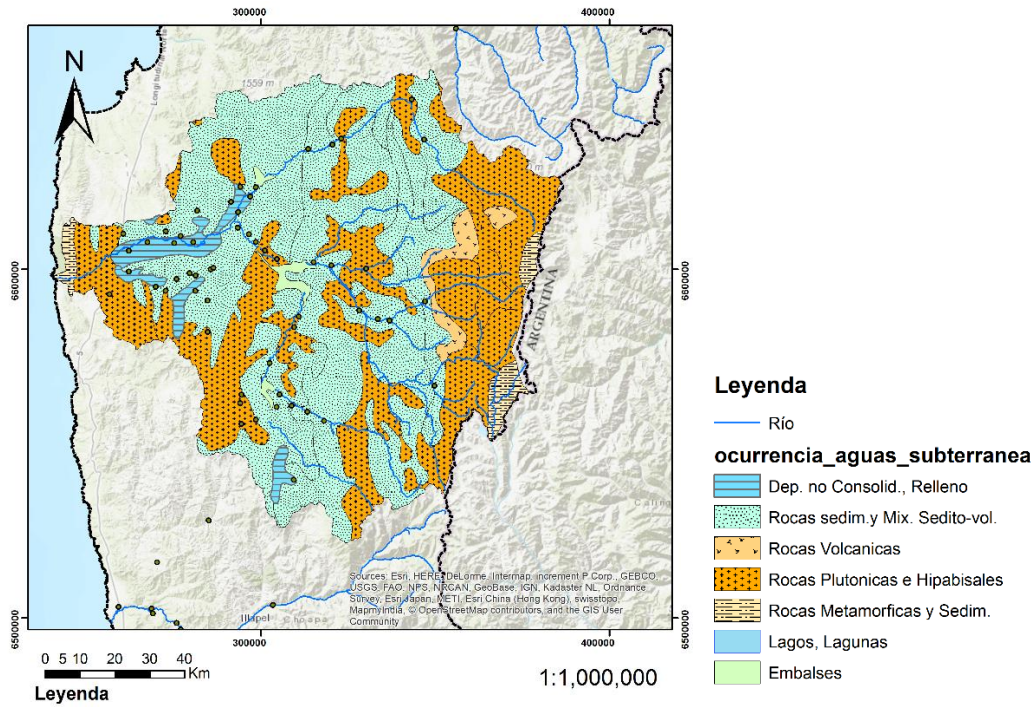 300000
400000
N
Longitud: Norte
1559 m
6600000
6600000
ARGENTINA
6500000
6500000
Sources: Esri, HERE, DeLorme, Intermap, increment P Corp., GEBCO,
USGS, FAO, NPS, NRCAN, GeoBase, IGN, Kadaster NL, Ordnance
Survey, Esri Japan, METI, Esri China (Hong Kong), swisstopo,
MapmyIndia, © OpenStreetMap contributors, and the GIS User
Community
Illapel
Choapa
300000
400000
0 5 10 20 30 40
Km
Leyenda
1:1,000,000
Leyenda
Río
ocurrencia_aguas_subterranea
Dep. no Consolid., Relleno
Rocas sedim.y Mix. Sedito-vol.
Rocas Volcanicas
Rocas Plutonicas e Hipabisales
Rocas Metamorficas y Sedim.
Lagos, Lagunas
Embalses